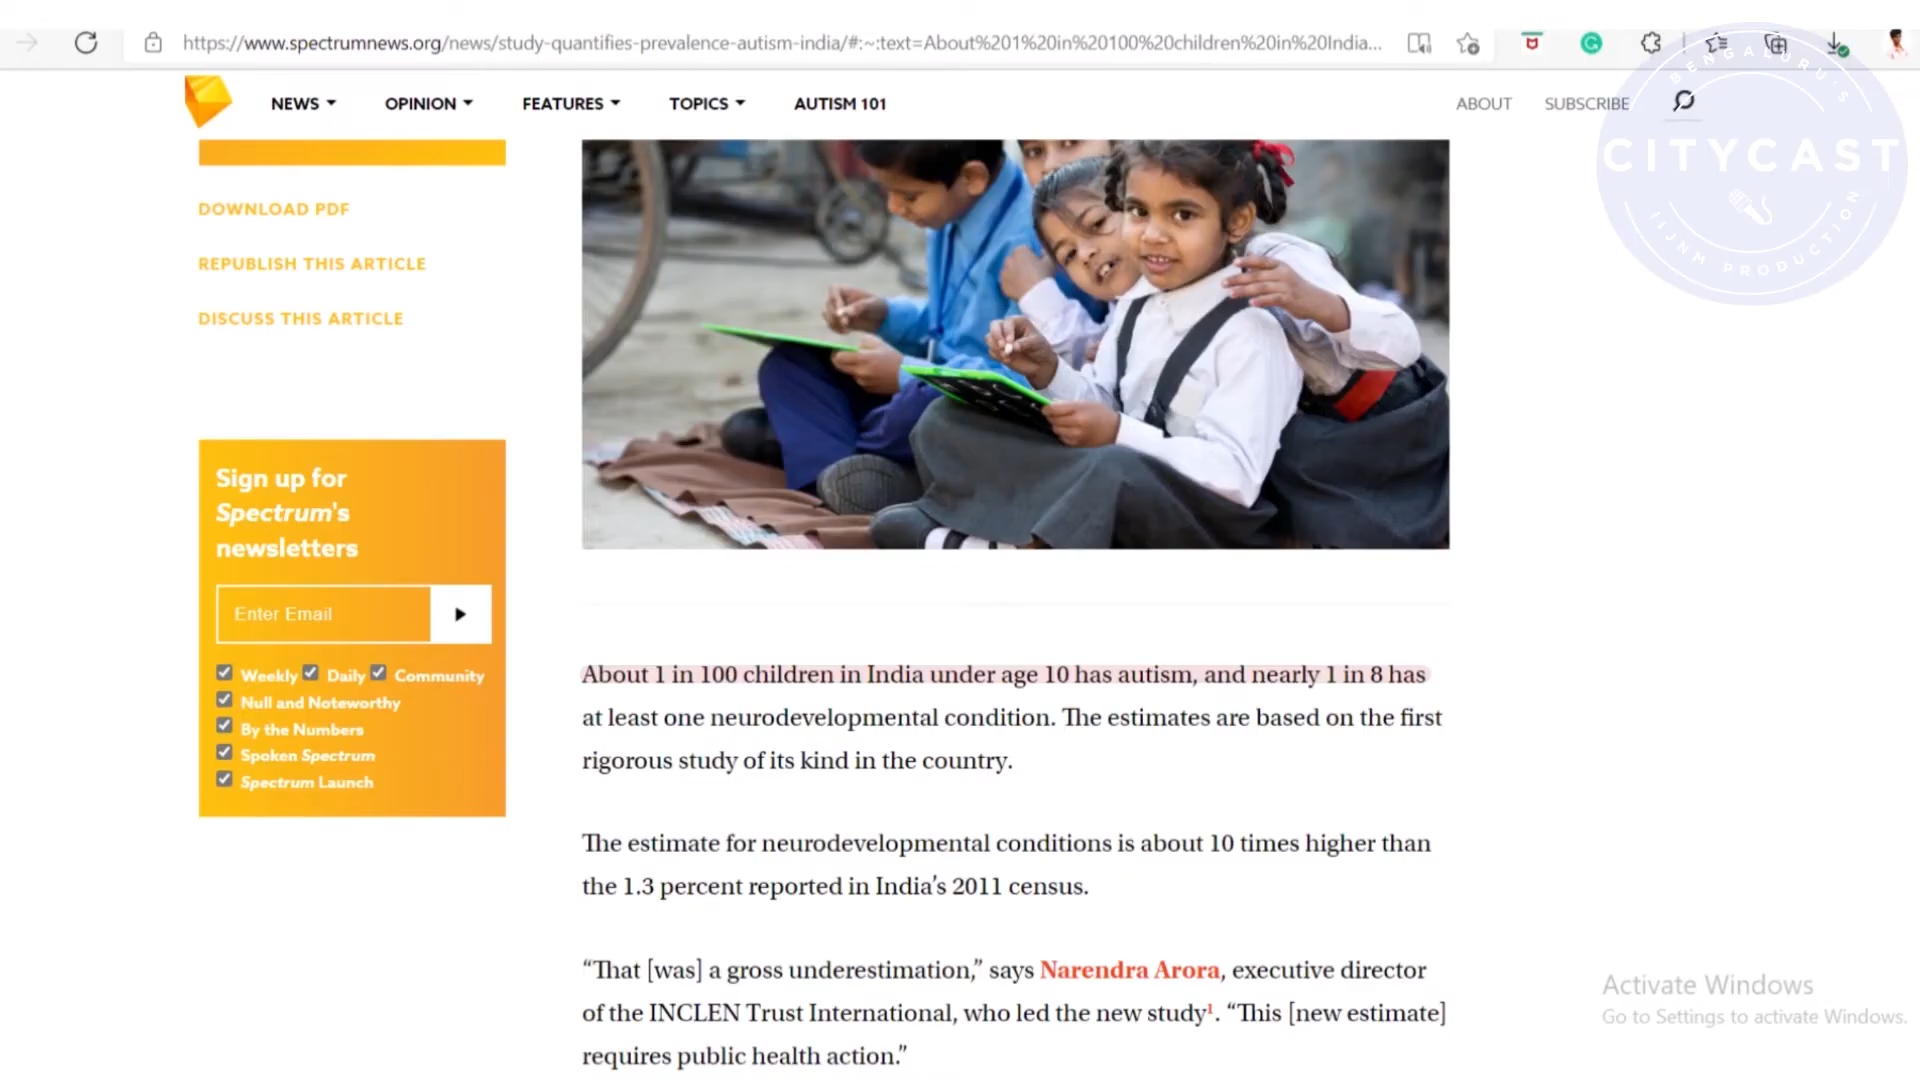 https://www.spectrumnews.org/news/study-quantifies-prevalence-autism-india/#:~:text=About%201%20in%20100%20children%20in%20India...
NEWS OPINION FEATURES TOPICS AUTISM 101 ABOUT SUBSCRIBE
BENGALURU'S
CITYCAST
IIJNM PRODUCTION
DOWNLOAD PDF
REPUBLISH THIS ARTICLE
DISCUSS THIS ARTICLE
Sign up for
Spectrum's
newsletters
Enter Email
Weekly Daily Community
Null and Noteworthy
By the Numbers
Spoken Spectrum
Spectrum Launch
About 1 in 100 children in India under age 10 has autism, and nearly 1 in 8 has
at least one neurodevelopmental condition. The estimates are based on the first
rigorous study of its kind in the country.
The estimate for neurodevelopmental conditions is about 10 times higher than
the 1.3 percent reported in India’s 2011 census.
“That [was] a gross underestimation,” says Narendra Arora, executive director
of the INCLEN Trust International, who led the new study¹. “This [new estimate]
requires public health action.”
Activate Windows
Go to Settings to activate Windows.